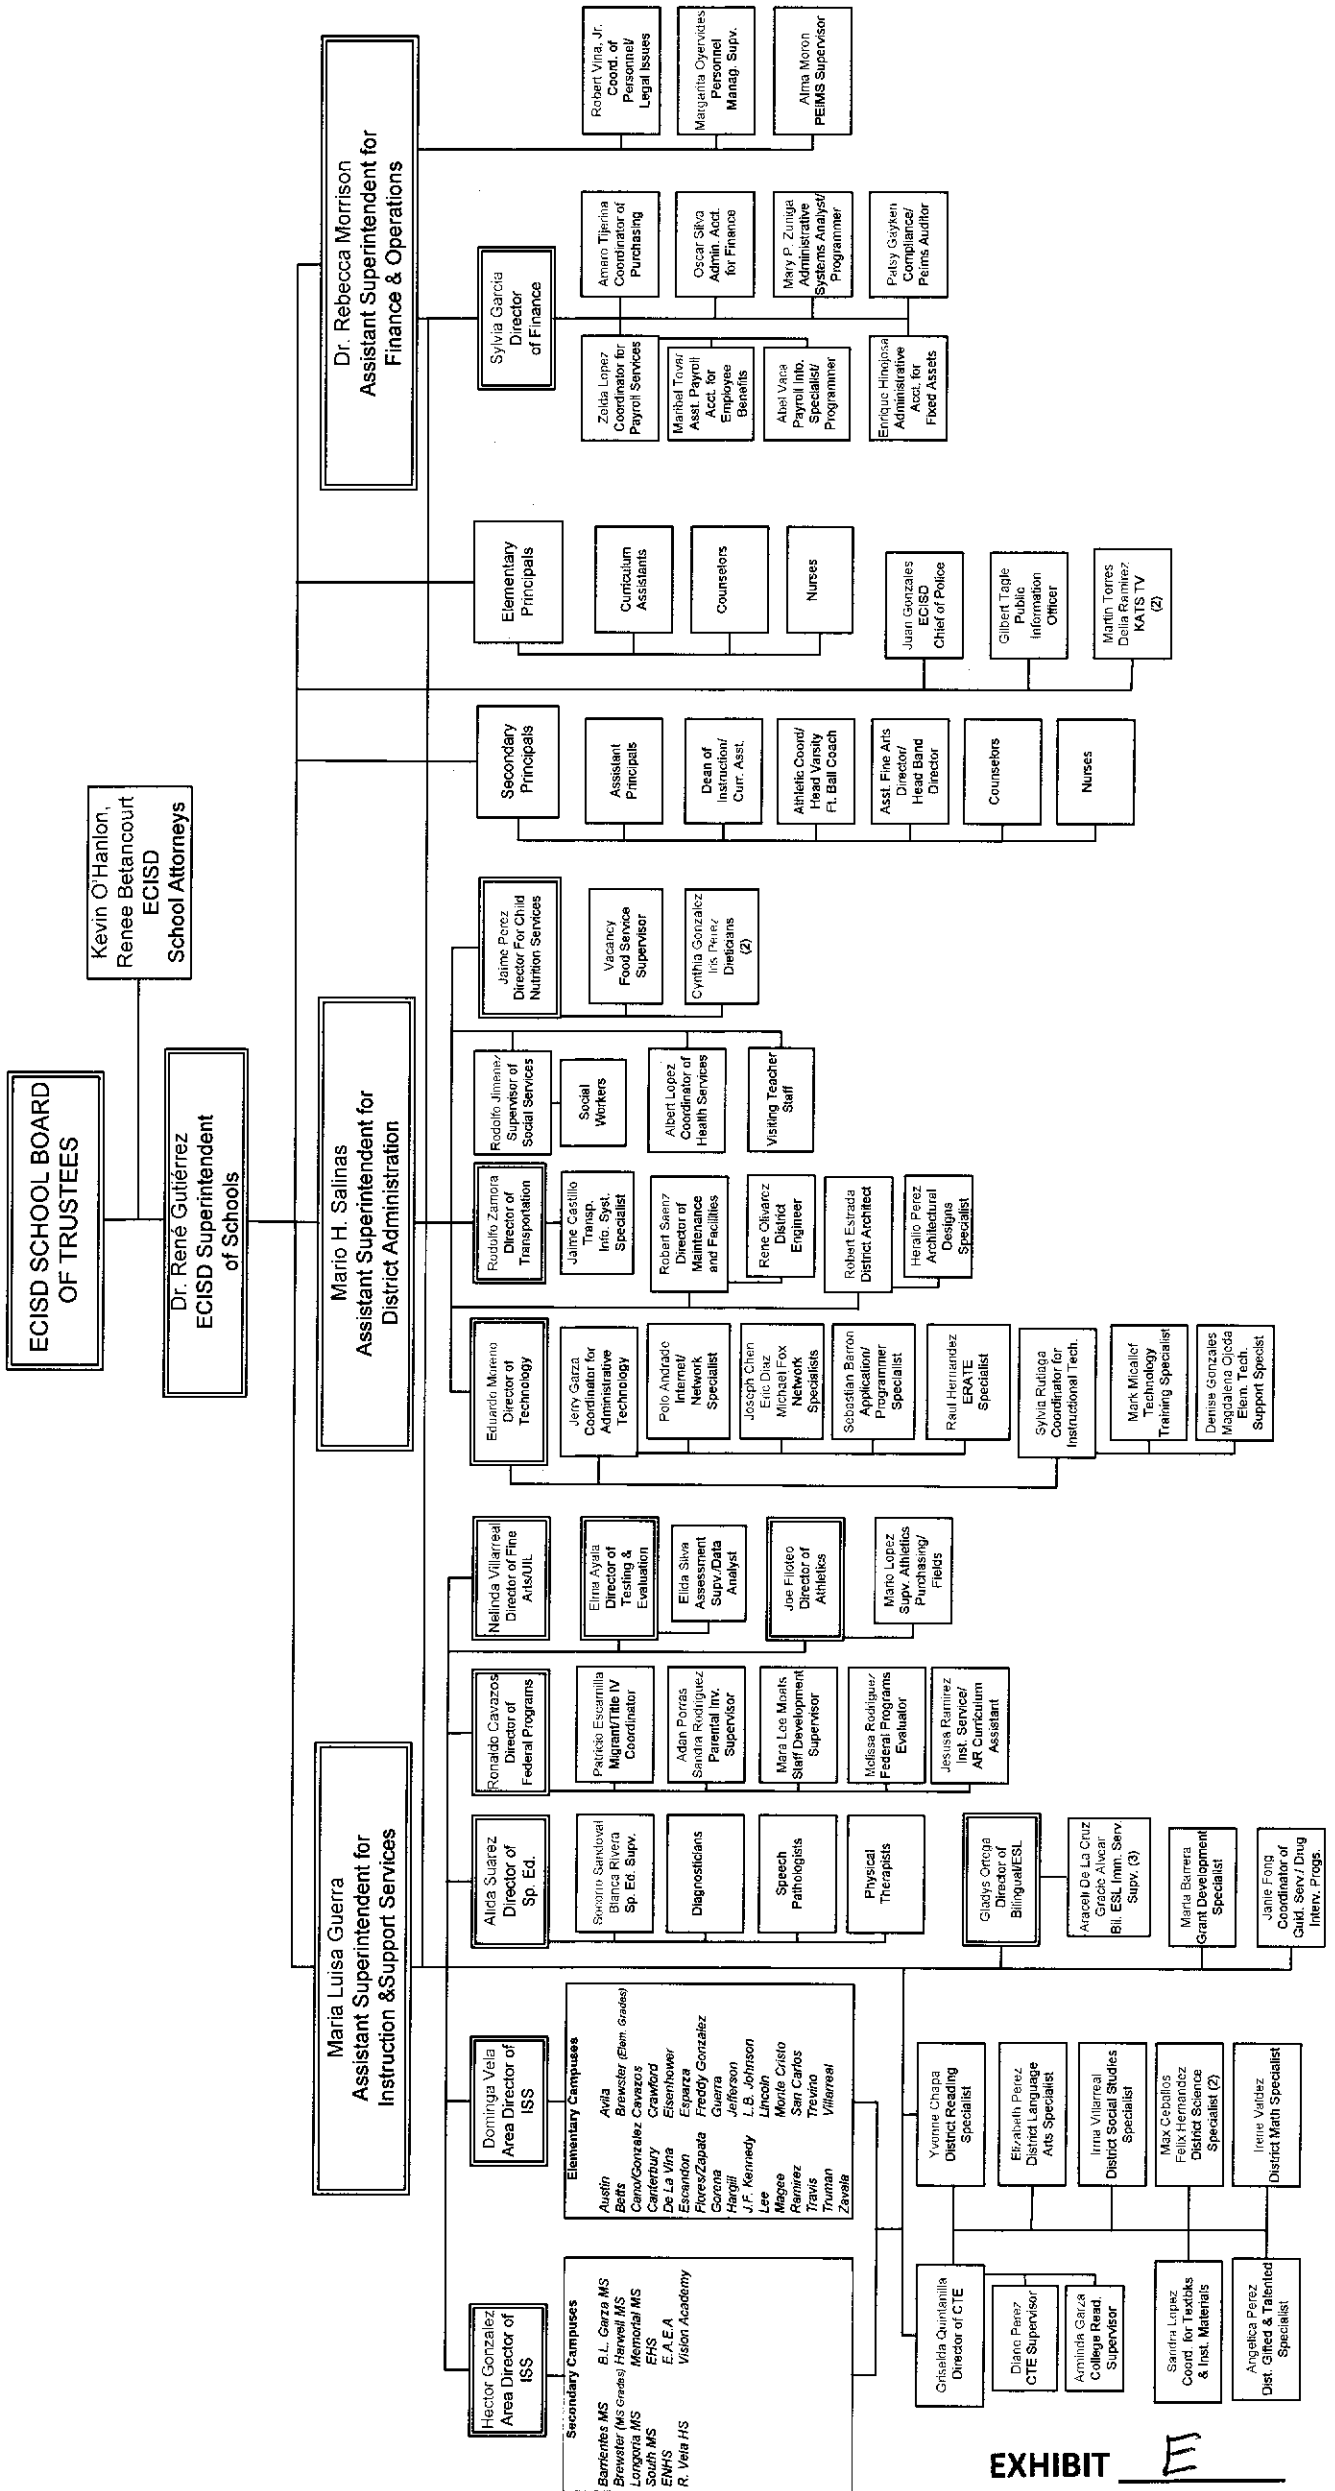 ECISD SCHOOL BOARD
OF TRUSTEES
Kevin O'Hanlon,
Renee Betancourt
ECISD
School Attorneys
Dr. René Gutiérrez
ECISD Superintendent
of Schools
Maria Luisa Guerra
Assistant Superintendent for
Instruction &Support Services
Mario H. Salinas
Assistant Superintendent for
District Administration
Dr. Rebecca Morrison
Assistant Superintendent for
Finance & Operations
Hector Gonzalez
Area Director of
ISS
Secondary Campuses
Barrientes MS B.L. Garza MS
Brewster (MS Grades) Harwell MS
Longoria MS Memorial MS
South MS EHS
ENHS E.A.E.A
R. Vela HS Vision Academy
Dominga Vela
Area Director of
ISS
Elementary Campuses
Austin Avila
Betts Brewster (Elem. Grades)
Cano/Gonzalez Cavazos
Canterbury Crawford
De La Vina Eisenhower
Escandon Esparza
Flores/Zapata Freddy Gonzalez
Gorena Guerra
Hargill Jefferson
J.F. Kennedy L.B. Johnson
Lee Lincoln
Magee Monte Cristo
Ramirez San Carlos
Travis Trevino
Truman Villarreal
Zavala
Griselda Quintanilla
Director of CTE
Diane Perez
CTE Supervisor
Arminda Garza
College Read.
Supervisor
Sandra Lopez
Coord. for Textbks
& Inst. Materials
Angelica Perez
Dist. Gifted & Talented
Specialist
Yvonne Chapa
District Reading
Specialist
Elizabeth Perez
District Language
Arts Specialist
Irma Villarreal
District Social Studies
Specialist
Max Ceballos
Felix Hernandez
District Science
Specialist (2)
Irene Valdez
District Math Specialist
Alida Suarez
Director of
Sp. Ed.
Socorro Sandoval
Blanca Rivera
Sp. Ed. Supv.
Diagnosticians
Speech
Pathologists
Physical
Therapists
Gladys Ortega
Director of
Bilingual/ESL
Araceli De La Cruz
Gracie Alvear
Bil. ESL Imm. Serv.
Supv. (3)
Marta Barrera
Grant Development
Specialist
Janie Fong
Coordinator of
Guid. Serv./ Drug
Interv. Progs.
Ronaldo Cavazos
Director of
Federal Programs
Patricio Escamilla
Migrant/Title IV
Coordinator
Adan Porras
Sandra Rodriguez
Parental Inv.
Supervisor
Mara Lee Moats
Staff Development
Supervisor
Melissa Rodriguez
Federal Programs
Evaluator
Jesusa Ramirez
Inst. Service/
AR Curriculum
Assistant
Nelinda Villarreal
Director of Fine
Arts/UIL
Elma Ayala
Director of
Testing &
Evaluation
Elida Silva
Assessment
Supv./Data
Analyst
Joe Filoteo
Director of
Athletics
Mario Lopez
Supv. Athletics
Purchasing/
Fields
Eduardo Moreno
Director of
Technology
Jerry Garza
Coordinator for
Administrative
Technology
Polo Andrade
Internet/
Network
Specialist
Joseph Chen
Eric Diaz
Michael Fox
Network
Specialists
Sebastian Barron
Application/
Programmer
Specialist
Raul Hernandez
ERATE
Specialist
Sylvia Rutiaga
Coordinator for
Instructional Tech.
Mark Micallef
Technology
Training Specialist
Denise Gonzales
Magdalena Ojeda
Elem. Tech.
Support Specist
Rodolfo Zamora
Director of
Transportation
Jaime Castillo
Transp.
Info. Syst.
Specialist
Robert Saenz
Director of
Maintenance
and Facilities
Rene Olivarez
District
Engineer
Robert Estrada
District Architect
Heralio Perez
Architectural
Designs
Specialist
Rodolfo Jimenez
Supervisor of
Social Services
Social
Workers
Albert Lopez
Coordinator of
Health Services
Visiting Teacher
Staff
Jaime Perez
Director For Child
Nutrition Services
Vacancy
Food Service
Supervisor
Cynthia Gonzalez
Iris Perez
Dieticians
(2)
Secondary
Principals
Assistant
Principals
Dean of
Instruction/
Curr. Asst.
Athletic Coord/
Head Varsity
Ft. Ball Coach
Asst. Fine Arts
Director/
Head Band
Director
Counselors
Nurses
Elementary
Principals
Curriculum
Assistants
Counselors
Nurses
Juan Gonzales
ECISD
Chief of Police
Gilbert Tagle
Public
Information
Officer
Martin Torres
Delia Ramirez
KATS TV
(2)
Sylvia Garcia
Director
of Finance
Zelda Lopez
Coordinator for
Payroll Services
Maribel Tovar
Asst. Payroll
Acct. for
Employee
Benefits
Abel Vaca
Payroll Info.
Specialist/
Programmer
Enrique Hinojosa
Administrative
Acct. for
Fixed Assets
Amaro Tijerina
Coordinator of
Purchasing
Oscar Silva
Admin. Acct.
for Finance
Mary P. Zuniga
Administrative
Systems Analyst/
Programmer
Patsy Gayken
Compliance/
Peims Auditor
Robert Vina, Jr.
Coord. of
Personnel/
Legal Issues
Margarita Oyervides
Personnel
Manag. Supv.
Alma Moron
PEIMS Supervisor
EXHIBIT E